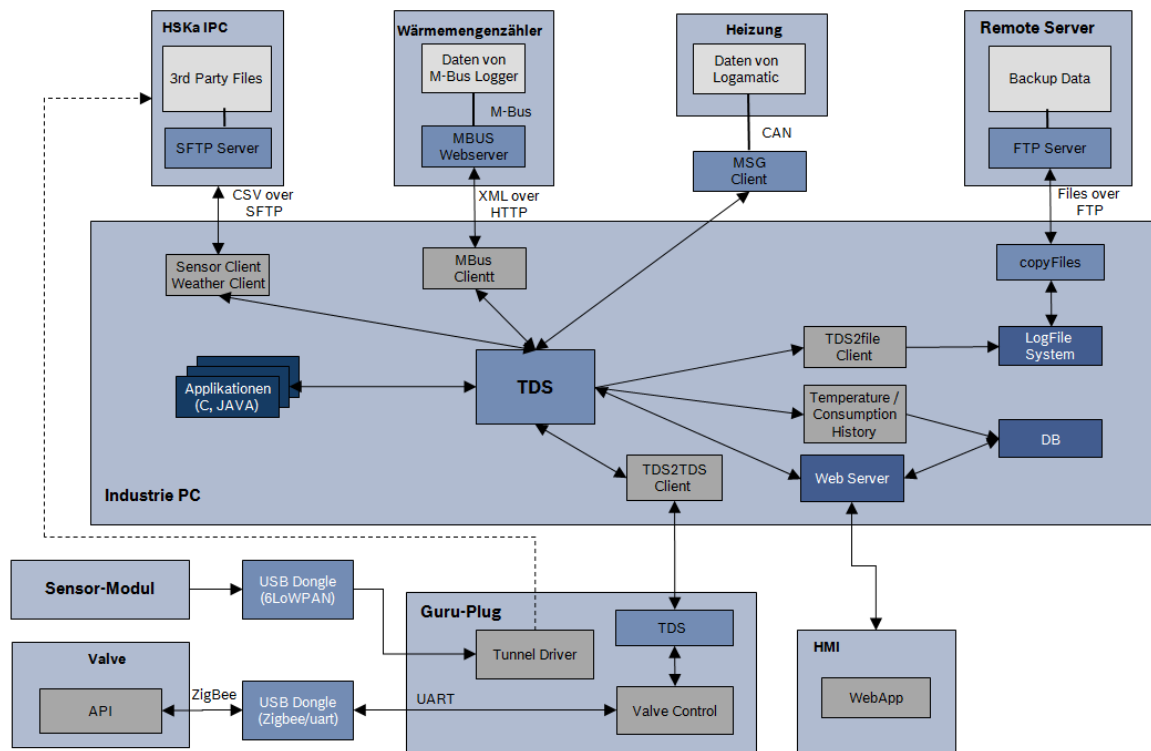 HSKa IPC
3rd Party Files
SFTP Server
Wärmemengenzähler
Daten von
M-Bus Logger
M-Bus
MBUS
Webserver
Heizung
Daten von
Logamatic
CAN
MSG
Client
Remote Server
Backup Data
FTP Server
CSV over
SFTP
XML over
HTTP
Files over
FTP
Sensor Client
Weather Client
MBus
Clientt
copyFiles
TDS2file
Client
LogFile
System
TDS
Applikationen
(C, JAVA)
Temperature /
Consumption
History
DB
TDS2TDS
Client
Web Server
Industrie PC
Sensor-Modul
USB Dongle
(6LoWPAN)
Guru-Plug
TDS
Tunnel Driver
Valve Control
UART
Valve
API
ZigBee
USB Dongle
(Zigbee/uart)
HMI
WebApp